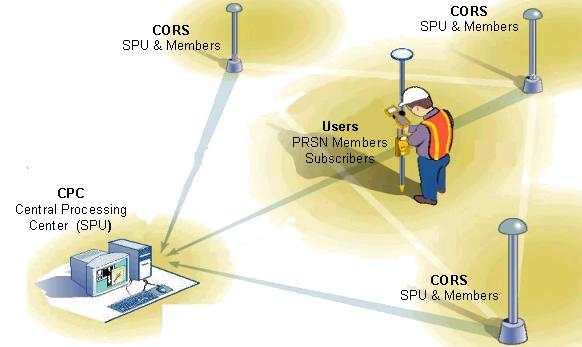 CORS
SPU & Members
CORS
SPU & Members
Users
PRSN Members
Subscribers
CPC
Central Processing
Center (SPU)
CORS
SPU & Members